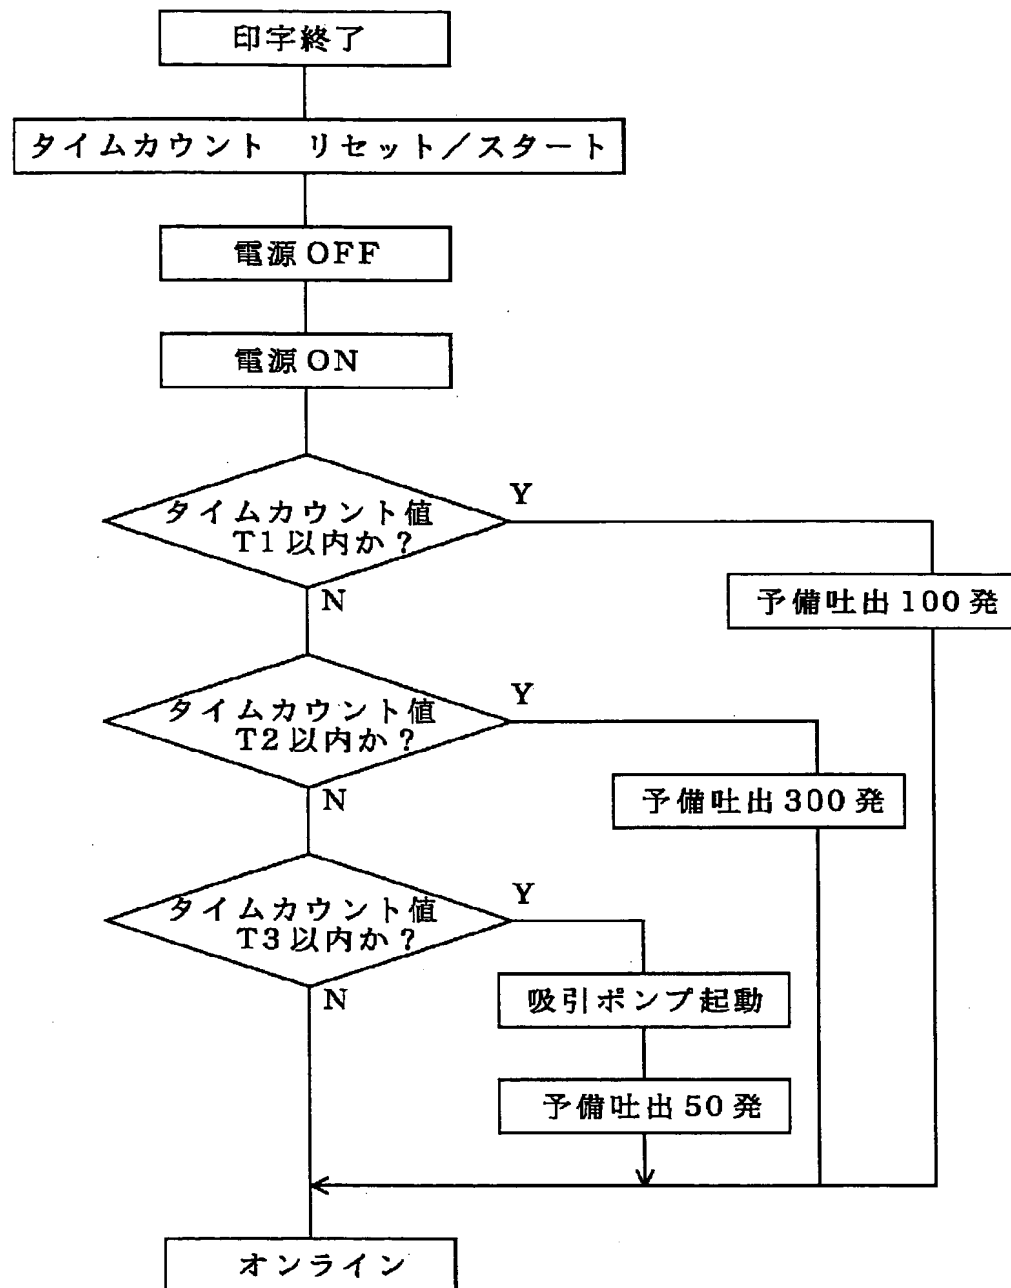 印字終了
タイムカウント　リセット／スタート
電源OFF
電源ON
タイムカウント値
T1以内か？
Y
N
予備吐出100発
タイムカウント値
T2以内か？
Y
N
予備吐出300発
タイムカウント値
T3以内か？
Y
N
吸引ポンプ起動
予備吐出50発
オンライン